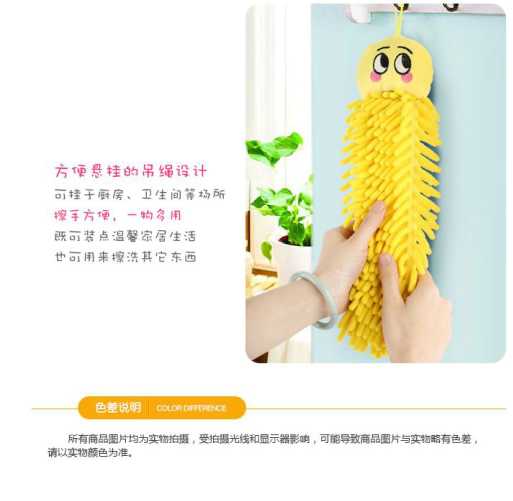 方便悬挂的吊绳设计
可挂于厨房、卫生间等场所
擦手方便，一物多用
既可装点温馨家居生活
也可用来擦洗其它东西
色差说明 COLOR DIFFERENCE
所有商品图片均为实物拍摄，受拍摄光线和显示器影响，可能导致商品图片与实物略有色差，
请以实物颜色为准。